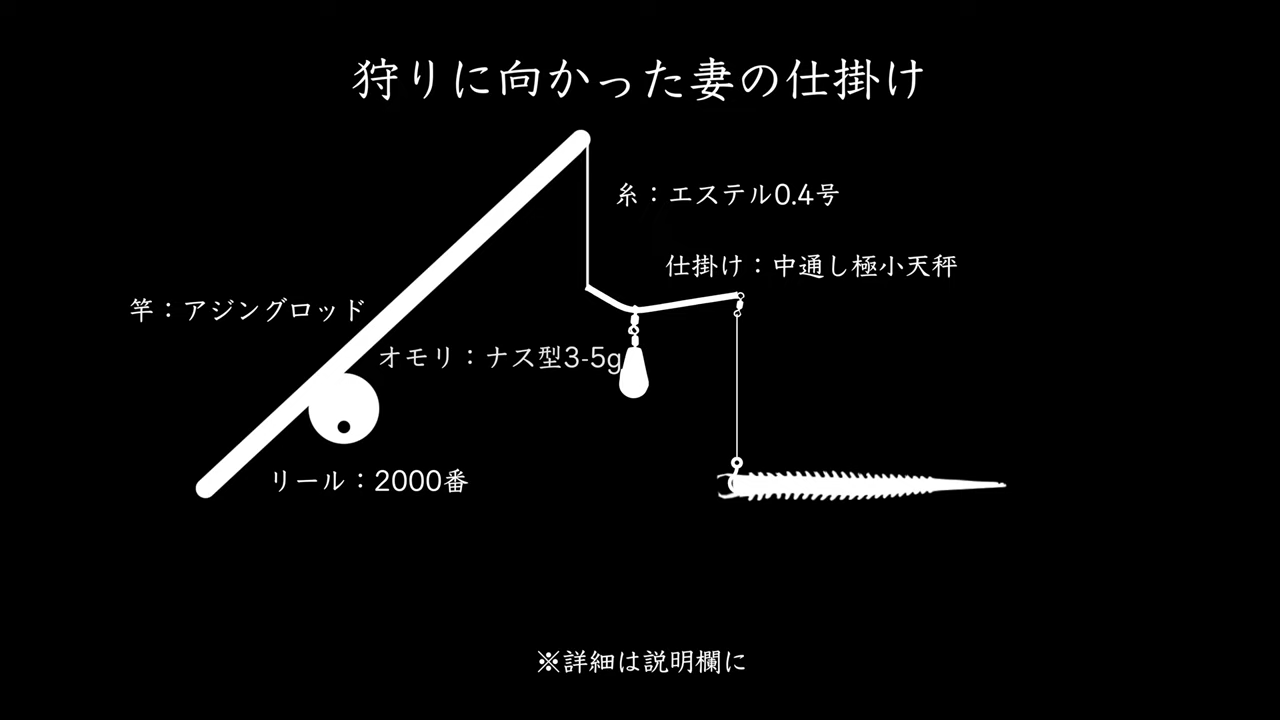 狩りに向かった妻の仕掛け
糸：エステル0.4号
仕掛け：中通し極小天秤
竿：アジングロッド
オモリ：ナス型3-5g
リール：2000番
※詳細は説明欄に